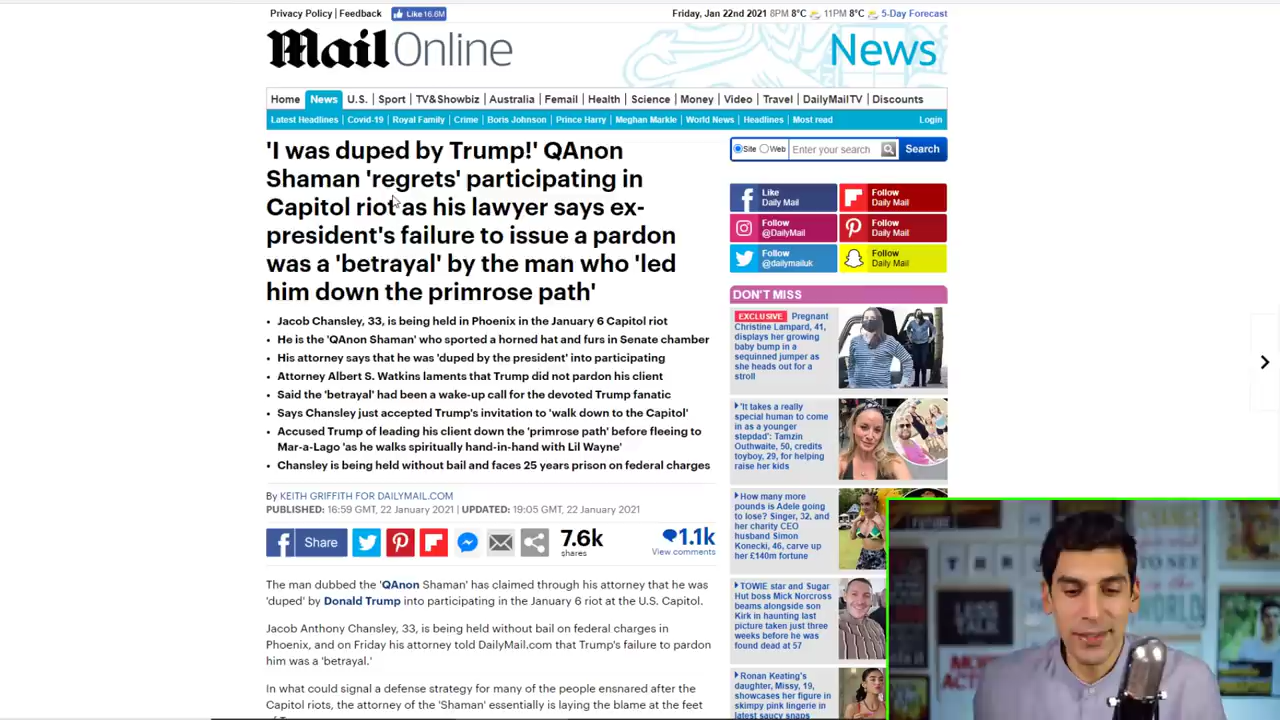 Privacy Policy | Feedback
Like 16.6M
Friday, Jan 22nd 2021 8PM 8°C 11PM 8°C 5-Day Forecast
Mail Online
News
Home News U.S. Sport TV&Showbiz Australia Femail Health Science Money Video Travel DailyMailTV Discounts
Latest Headlines Covid-19 Royal Family Crime Boris Johnson Prince Harry Meghan Markle World News Headlines Most read Login
'I was duped by Trump!' QAnon
Shaman 'regrets' participating in
Capitol riot as his lawyer says ex-
president's failure to issue a pardon
was a 'betrayal' by the man who 'led
him down the primrose path'
Jacob Chansley, 33, is being held in Phoenix in the January 6 Capitol riot
He is the 'QAnon Shaman' who sported a horned hat and furs in Senate chamber
His attorney says that he was 'duped by the president' into participating
Attorney Albert S. Watkins laments that Trump did not pardon his client
Said the 'betrayal' had been a wake-up call for the devoted Trump fanatic
Says Chansley just accepted Trump's invitation to 'walk down to the Capitol'
Accused Trump of leading his client down the 'primrose path' before fleeing to
Mar-a-Lago 'as he walks spiritually hand-in-hand with Lil Wayne'
Chansley is being held without bail and faces 25 years prison on federal charges
By KEITH GRIFFITH FOR DAILYMAIL.COM
PUBLISHED: 16:59 GMT, 22 January 2021 | UPDATED: 19:05 GMT, 22 January 2021
Share
7.6k
shares
1.1k
View comments
The man dubbed the 'QAnon Shaman' has claimed through his attorney that he was
'duped' by Donald Trump into participating in the January 6 riot at the U.S. Capitol.
Jacob Anthony Chansley, 33, is being held without bail on federal charges in
Phoenix, and on Friday his attorney told DailyMail.com that Trump's failure to pardon
him was a 'betrayal.'
In what could signal a defense strategy for many of the people ensnared after the
Capitol riots, the attorney of the 'Shaman' essentially is laying the blame at the feet
Site Web Enter your search Search
Like
Daily Mail
Follow
Daily Mail
Follow
@DailyMail
Follow
Daily Mail
Follow
@dailymailuk
Follow
Daily Mail
DON'T MISS
EXCLUSIVE Pregnant
Christine Lampard, 41,
displays her growing
baby bump in a
sequinned jumper as
she heads out for a
stroll
'It takes a really
special human to come
in as a younger
stepdad': Tamzin
Outhwaite, 50, credits
toyboy, 29, for helping
raise her kids
How many more
pounds is Adele going
to lose? Singer, 32, and
her charity CEO
husband Simon
Konecki, 46, carve up
her £140m fortune
TOWIE star and Sugar
Hut boss Mick Norcross
beams alongside son
Kirk in haunting last
picture taken just three
weeks before he was
found dead at 57
Ronan Keating's
daughter, Missy, 19,
showcases her figure in
skimpy pink lingerie in
latest saucy snaps